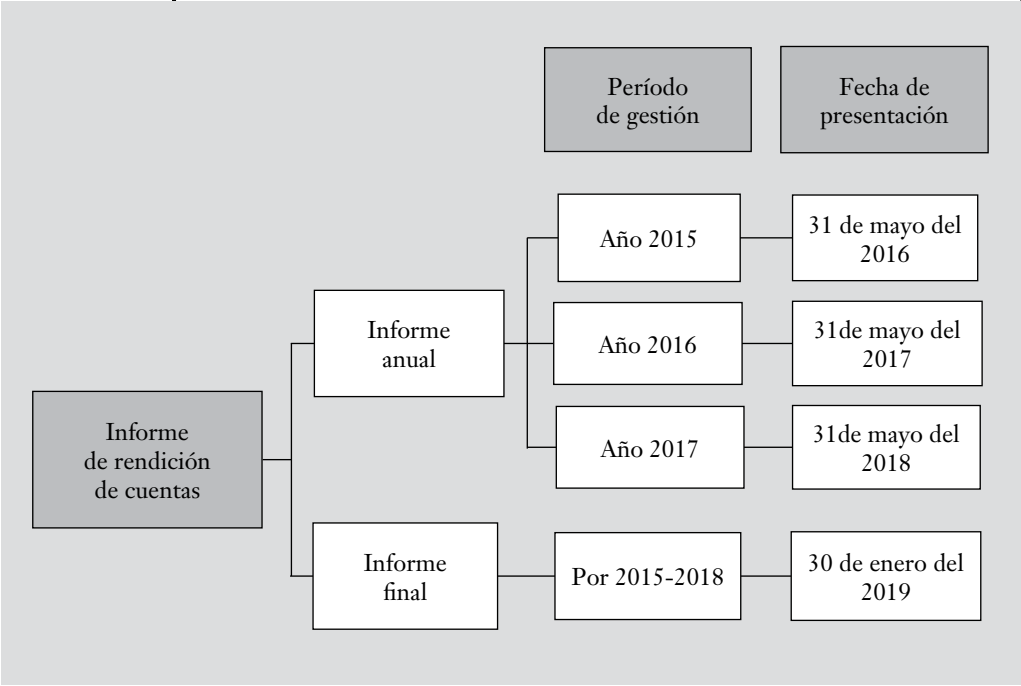 Período
de gestión
Fecha de
presentación
Año 2015
31 de mayo del
2016
Informe
anual
Año 2016
31de mayo del
2017
Informe
de rendición
de cuentas
Año 2017
31de mayo del
2018
Informe
final
Por 2015-2018
30 de enero del
2019